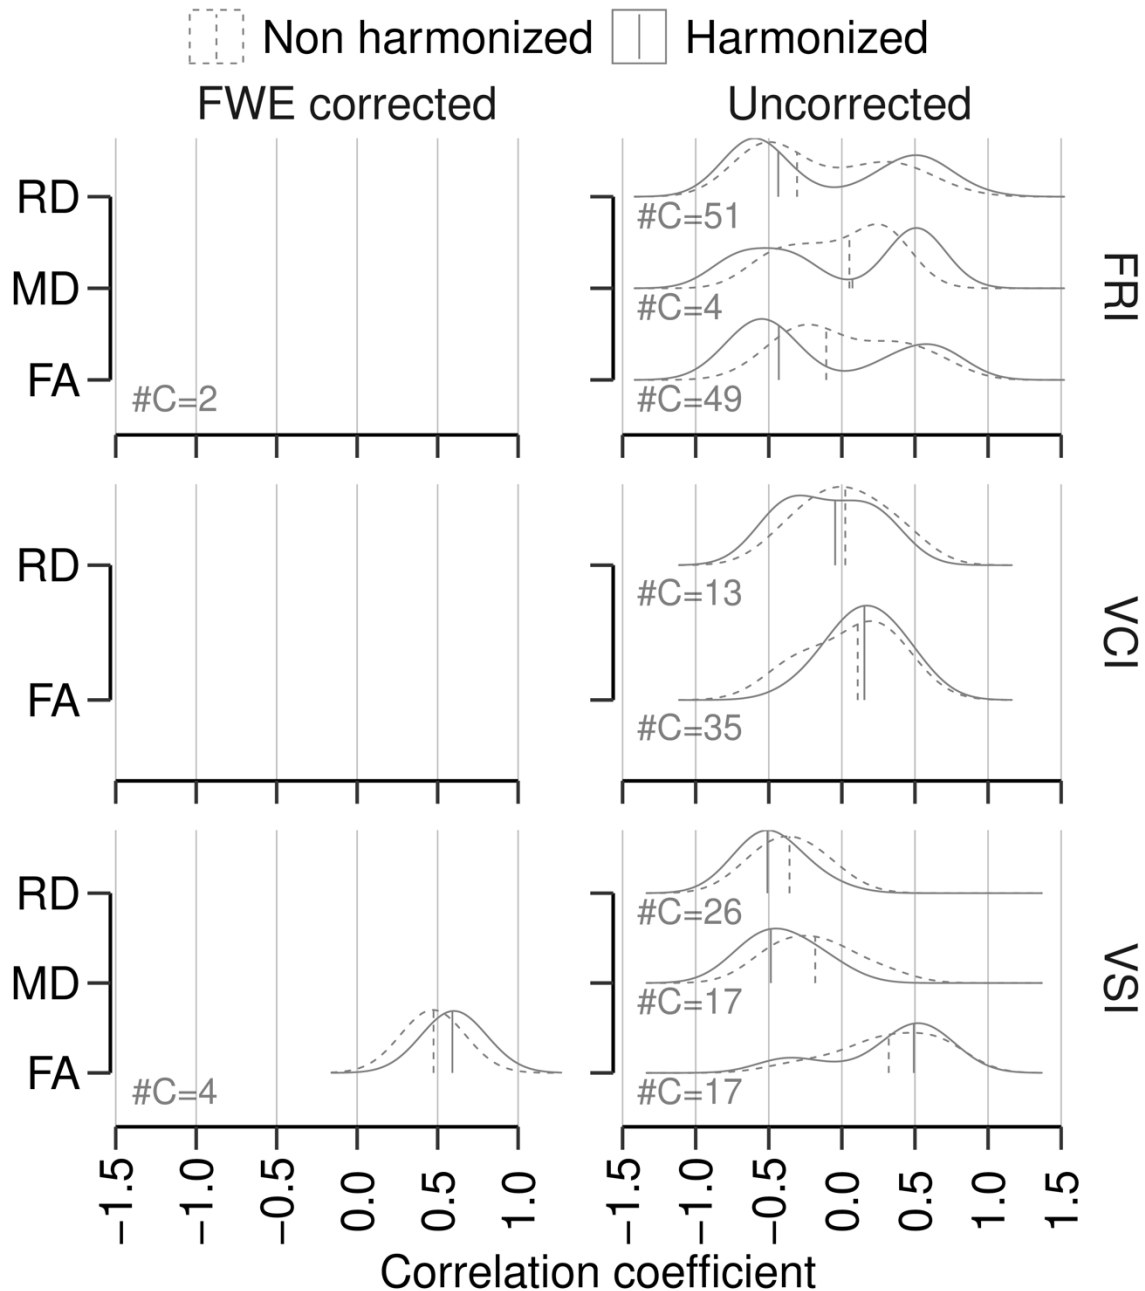 Non harmonized Harmonized
FWE corrected Uncorrected
RD
#C=51
MD
#C=4
FA
#C=2 #C=49
FRI
RD
#C=13
FA
#C=35
VCI
RD
#C=26
MD
#C=17
FA
#C=4 #C=17
VSI
−1.5 −1.0 −0.5 0.0 0.5 1.0 −1.5 −1.0 −0.5 0.0 0.5 1.0 1.5
Correlation coefficient